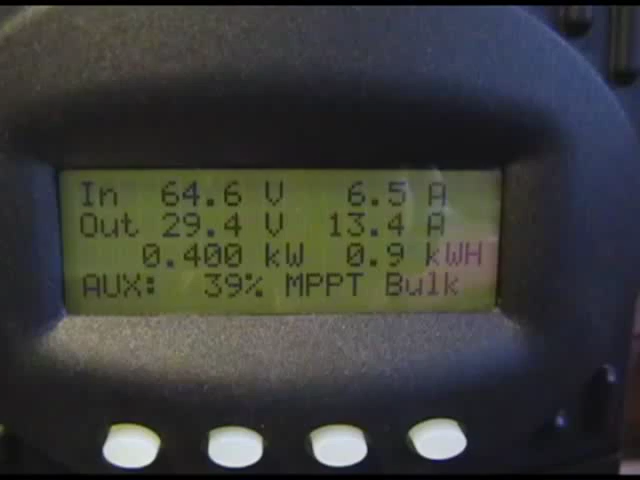 In 64.6 V 6.5 A
Out 29.4 V 13.4 A
0.400 kW 0.9 kWH
AUX: 39% MPPT Bulk